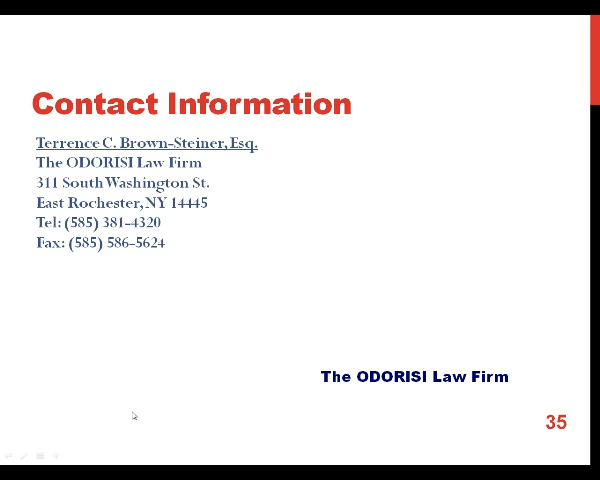 Contact Information
Terrence C. Brown-Steiner, Esq.
The ODORISI Law Firm
311 South Washington St.
East Rochester, NY 14445
Tel: (585) 381-4320
Fax: (585) 586-5624
The ODORISI Law Firm
35